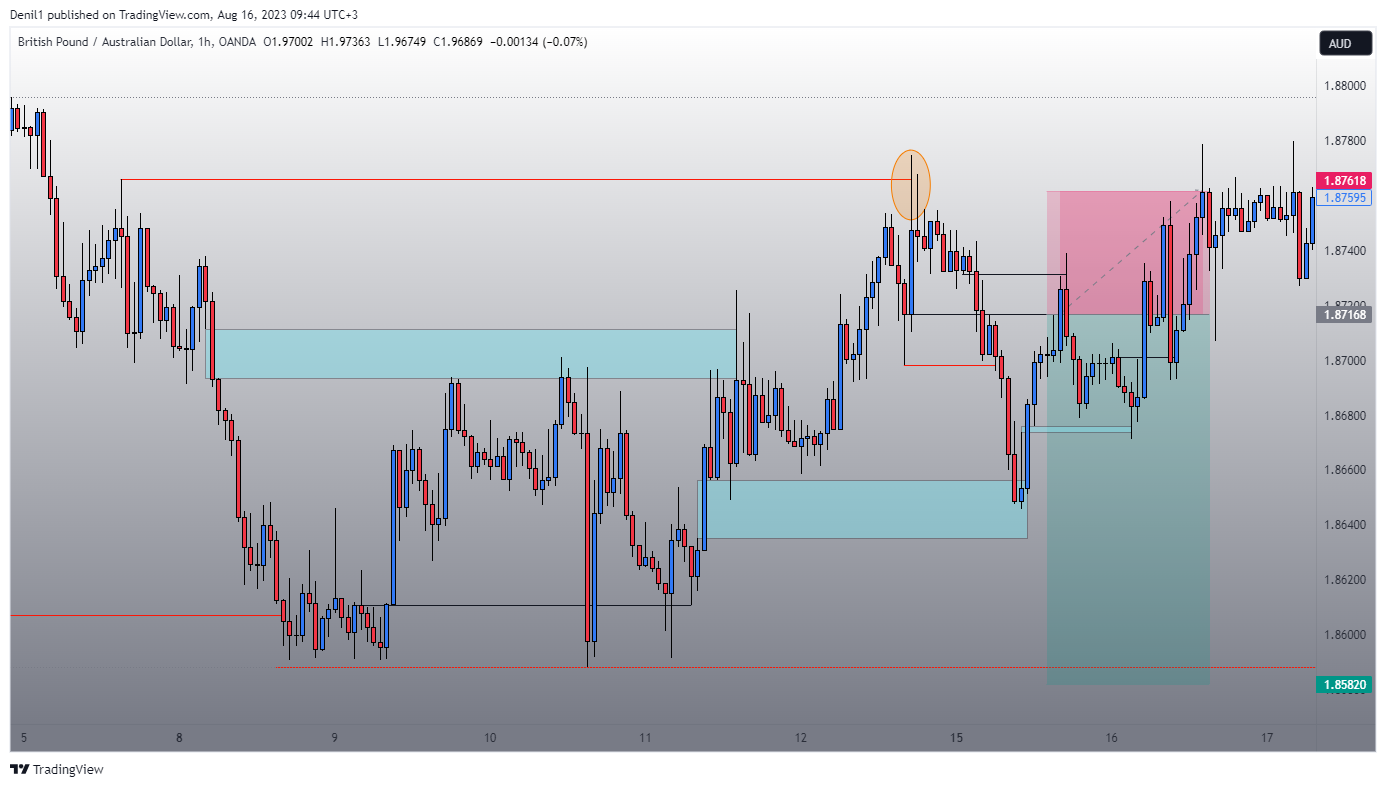 Denil1 published on TradingView.com, Aug 16, 2023 09:44 UTC+3
British Pound / Australian Dollar, 1h, OANDA O1.97002 H1.97363 L1.96749 C1.96869 −0.00134 (−0.07%)
AUD
1.88000
1.87800
1.87618
1.87595
1.87400
1.87200
1.87168
1.87000
1.86800
1.86600
1.86400
1.86200
1.86000
1.85820
5 8 9 10 11 12 15 16 17
TradingView